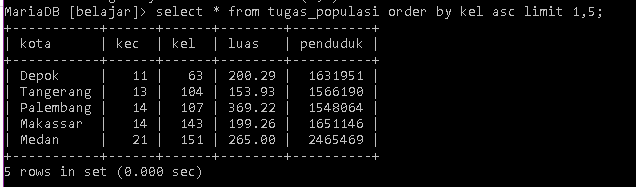 MariaDB [belajar]> select * from tugas_populasi order by kel asc limit 1,5;
+------------+------+------+--------+----------+
| kota       | kec  | kel  | luas   | penduduk |
+------------+------+------+--------+----------+
| Depok      |   11 |   63 | 200.29 |  1631951 |
| Tangerang  |   13 |  104 | 153.93 |  1566190 |
| Palembang  |   14 |  107 | 369.22 |  1548064 |
| Makassar   |   14 |  143 | 199.26 |  1651146 |
| Medan      |   21 |  151 | 265.00 |  2465469 |
+------------+------+------+--------+----------+
5 rows in set (0.000 sec)